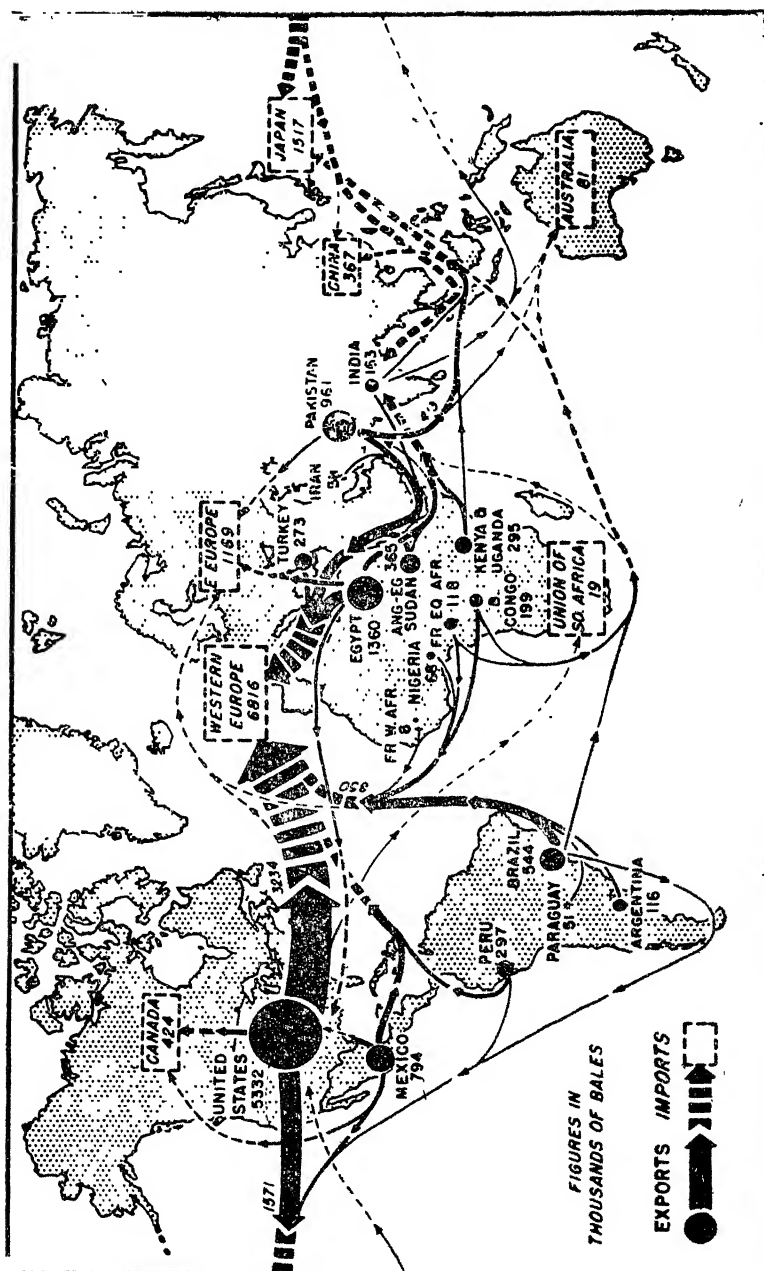 CANADA
424
UNITED
STATES
5332
1571
3234
MEXICO
794
PERU
297
BRAZIL
544
PARAGUAY
51
ARGENTINA
116
350
WESTERN
EUROPE
6816
E EUROPE
1169
TURKEY
273
IRAN
EGYPT
1360
ANG-EG
SUDAN
365
FR W. AFR.
8
NIGERIA
68
FR EQ AFR
118
KENYA &
UGANDA
295
B.
CONGO
199
UNION OF
SO. AFRICA
19
PAKISTAN
961
INDIA
163
CHINA
367
JAPAN
1517
AUSTRALIA
81
FIGURES IN
THOUSANDS OF BALES
EXPORTS IMPORTS